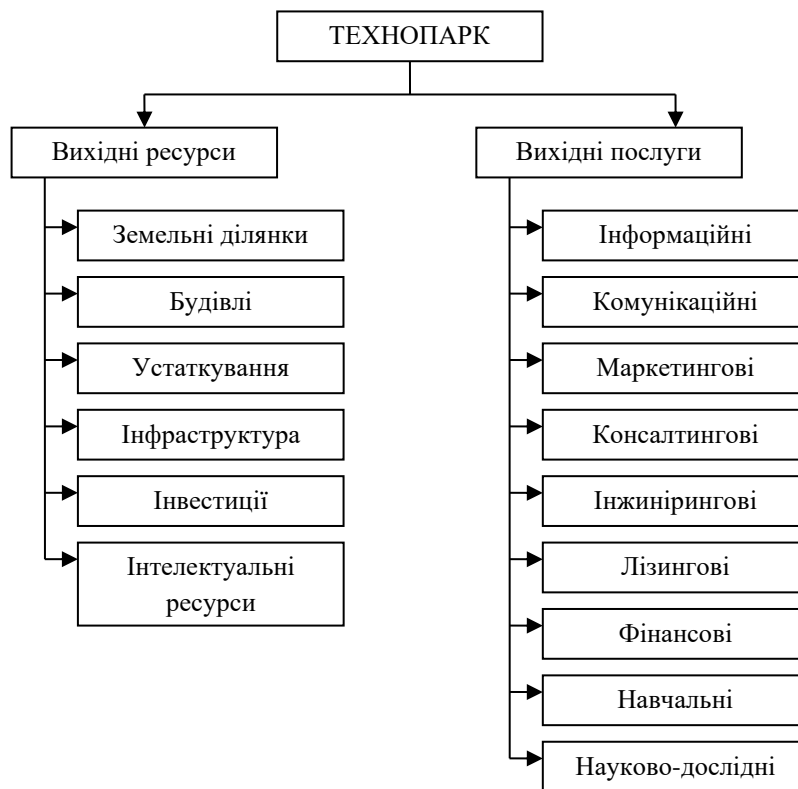 ТЕХНОПАРК
Вихідні ресурси
Земельні ділянки
Будівлі
Устаткування
Інфраструктура
Інвестиції
Інтелектуальні
ресурси
Вихідні послуги
Інформаційні
Комунікаційні
Маркетингові
Консалтингові
Інжинірингові
Лізингові
Фінансові
Навчальні
Науково-дослідні